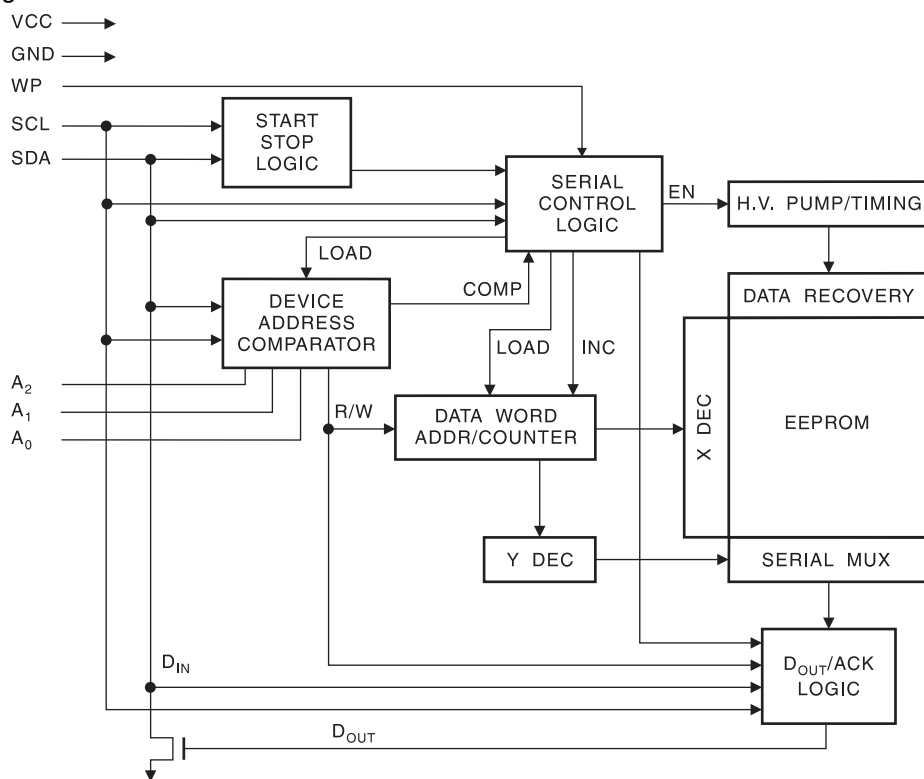 VCC
GND
WP
SCL
SDA
START
STOP
LOGIC
SERIAL
CONTROL
LOGIC
EN
H.V. PUMP/TIMING
LOAD
COMP
DATA RECOVERY
DEVICE
ADDRESS
COMPARATOR
LOAD
INC
A2
A1
A0
R/W
DATA WORD
ADDR/COUNTER
X DEC
EEPROM
Y DEC
SERIAL MUX
DIN
DOUT/ACK
LOGIC
DOUT